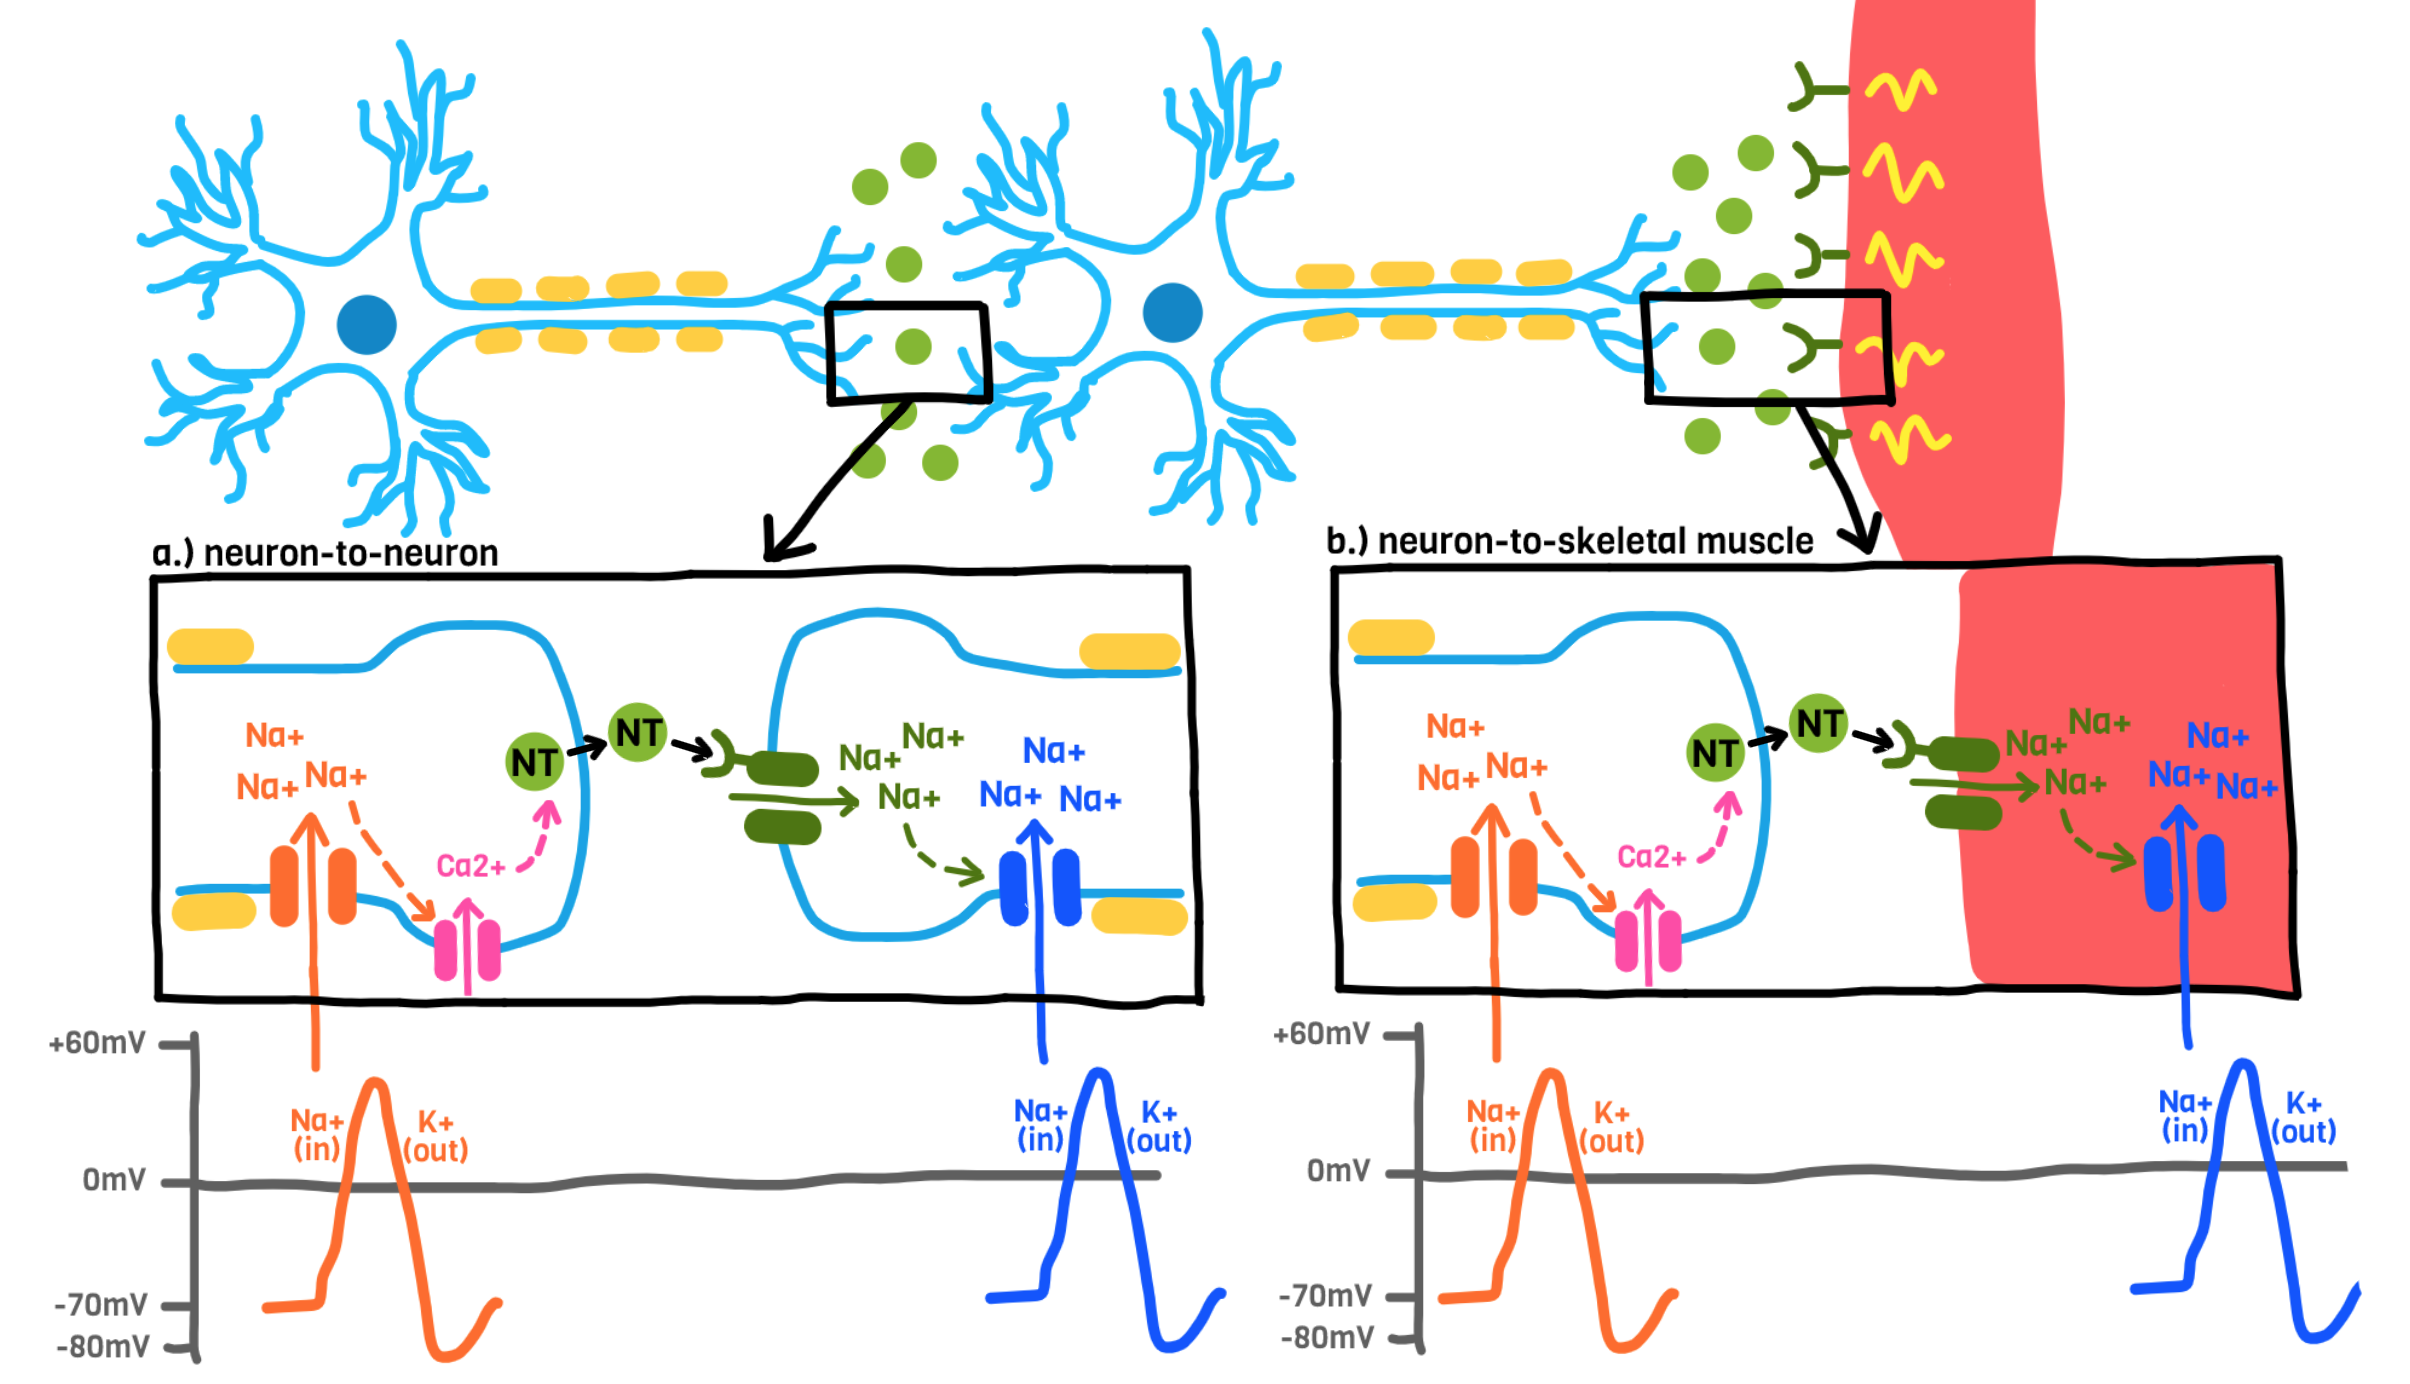 a.) neuron-to-neuron
Na+
Na+ Na+
Ca2+
NT
NT
Na+
Na+
Na+
Na+
Na+ Na+
+60mV
0mV
-70mV
-80mV
Na+
(in)
K+
(out)
Na+
(in)
K+
(out)
b.) neuron-to-skeletal muscle
Na+
Na+ Na+
Ca2+
NT
NT
Na+
Na+
Na+
Na+
Na+ Na+
+60mV
0mV
-70mV
-80mV
Na+
(in)
K+
(out)
Na+
(in)
K+
(out)